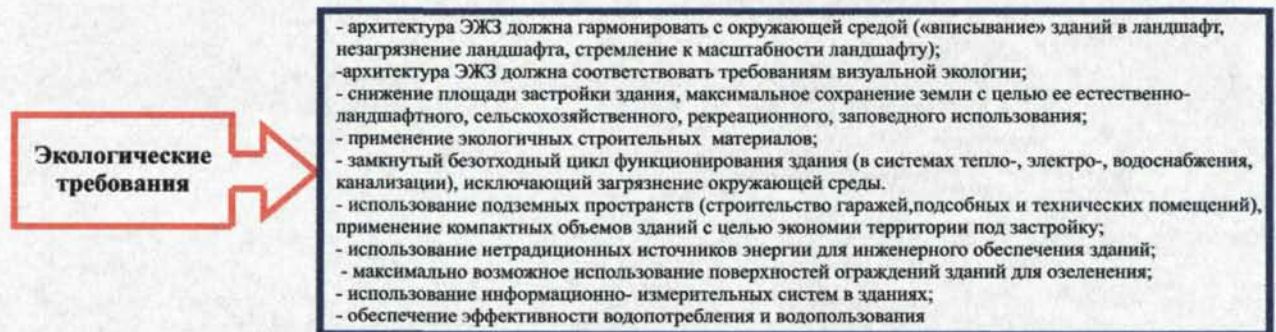 Экологические
требования
- архитектура ЭЖЗ должна гармонировать с окружающей средой («вписывание» зданий в ландшафт,
незагрязнение ландшафта, стремление к масштабности ландшафту);
-архитектура ЭЖЗ должна соответствовать требованиям визуальной экологии;
- снижение площади застройки здания, максимальное сохранение земли с целью ее естественно-
ландшафтного, сельскохозяйственного, рекреационного, заповедного использования;
- применение экологичных строительных материалов;
- замкнутый безотходный цикл функционирования здания (в системах тепло-, электро-, водоснабжения,
канализации), исключающий загрязнение окружающей среды.
- использование подземных пространств (строительство гаражей,подсобных и технических помещений),
применение компактных объемов зданий с целью экономии территории под застройку;
- использование нетрадиционных источников энергии для инженерного обеспечения зданий;
- максимально возможное использование поверхностей ограждений зданий для озеленения;
- использование информационно- измерительных систем в зданиях;
- обеспечение эффективности водопотребления и водопользования